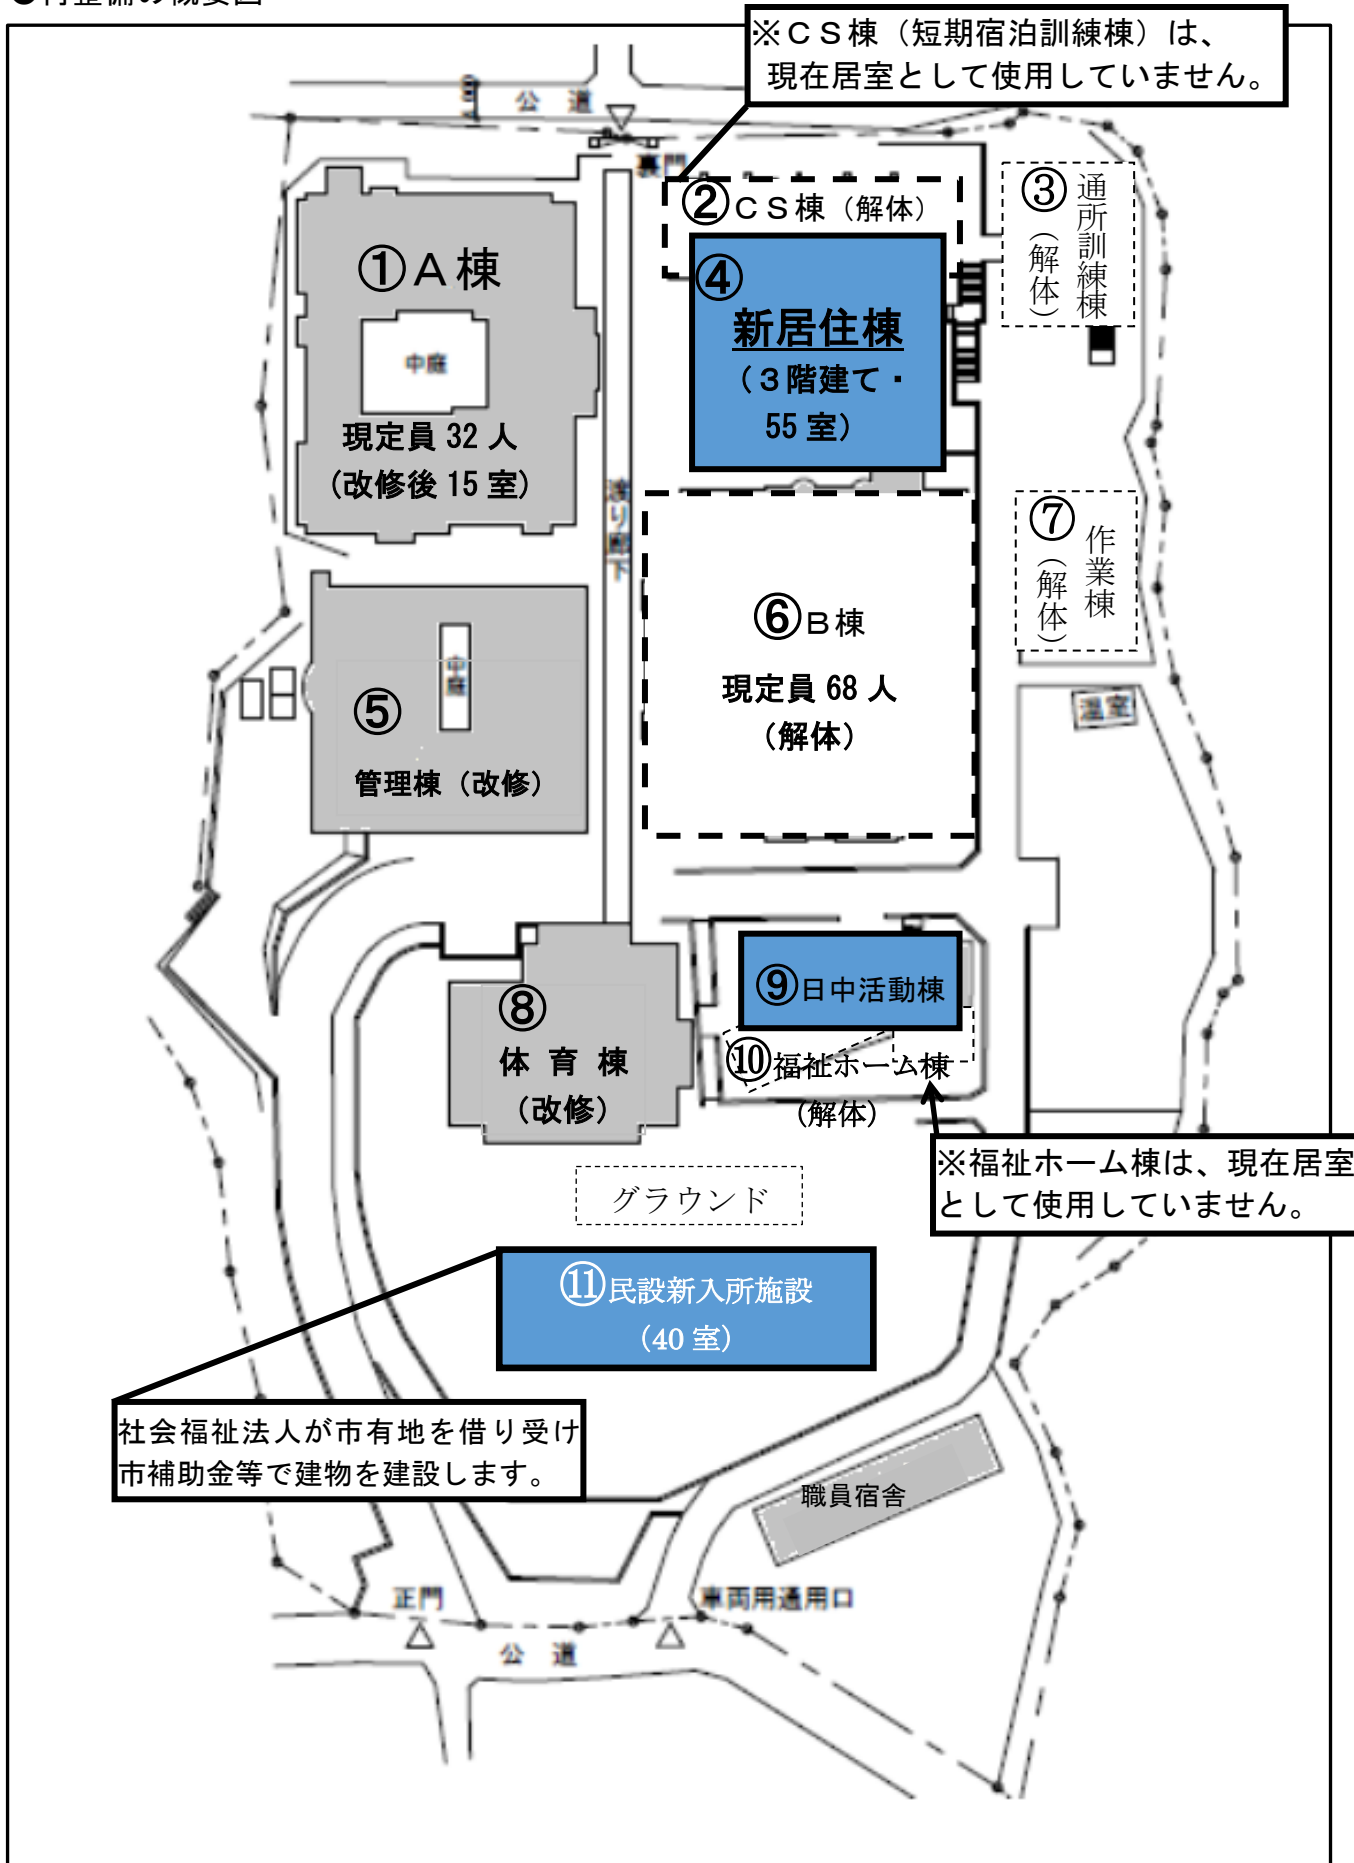 ●再整備の概要図
※ＣＳ棟（短期宿泊訓練棟）は、
現在居室として使用していません。
公　道
裏門
②ＣＳ棟（解体）
③通所訓練棟
（解体）
①Ａ棟
中庭
現定員 32 人
（改修後 15 室）
④
新居住棟
（３階建て・
55 室）
渡り廊下
⑦作業棟
（解体）
⑥Ｂ棟
現定員 68 人
（解体）
中庭
⑤
管理棟（改修）
温室
⑨日中活動棟
⑧
体 育 棟
（改修）
⑩福祉ホーム棟
（解体）
※福祉ホーム棟は、現在居室
として使用していません。
グラウンド
⑪民設新入所施設
（40 室）
社会福祉法人が市有地を借り受け
市補助金等で建物を建設します。
職員宿舎
正門
車両用通用口
公　道